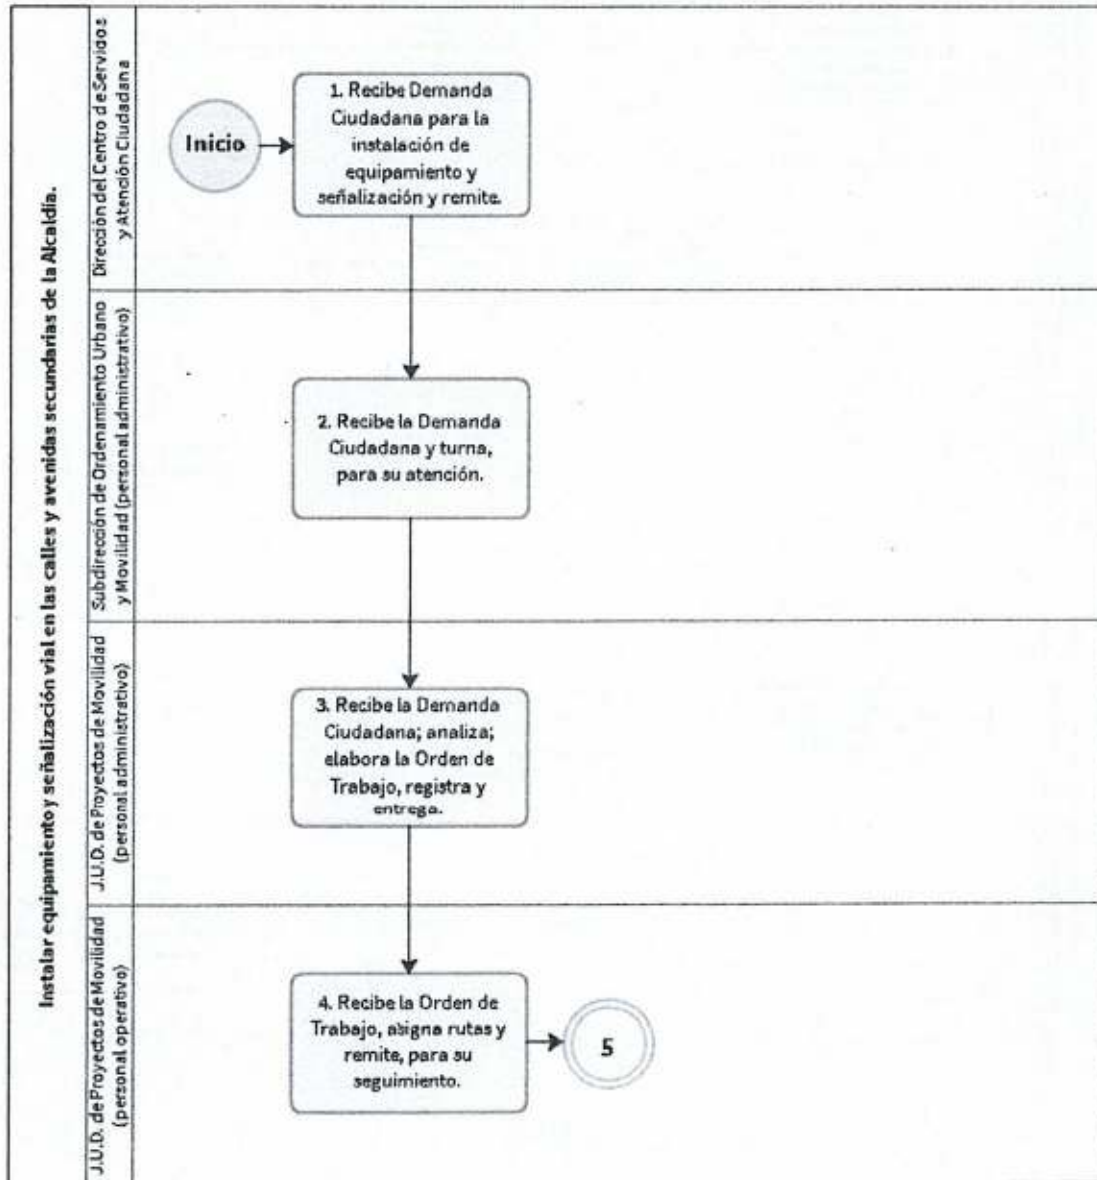 Instalar equipamiento y señalización vial en las calles y avenidas secundarias de la Alcaldía.
Dirección del Centro de Servidos
y Atención Ciudadana
Inicio
1. Recibe Demanda
Ciudadana para la
instalación de
equipamiento y
señalización y remite.
Subdirección de Ordenamiento Urbano
y Movilidad (personal administrativo)
2. Recibe la Demanda
Ciudadana y turna,
para su atención.
J.U.D. de Proyectos de Movilidad
(personal administrativo)
3. Recibe la Demanda
Ciudadana; analiza;
elabora la Orden de
Trabajo, registra y
entrega.
J.U.D. de Proyectos de Movilidad
(personal operativo)
4. Recibe la Orden de
Trabajo, asigna rutas y
remite, para su
seguimiento.
5